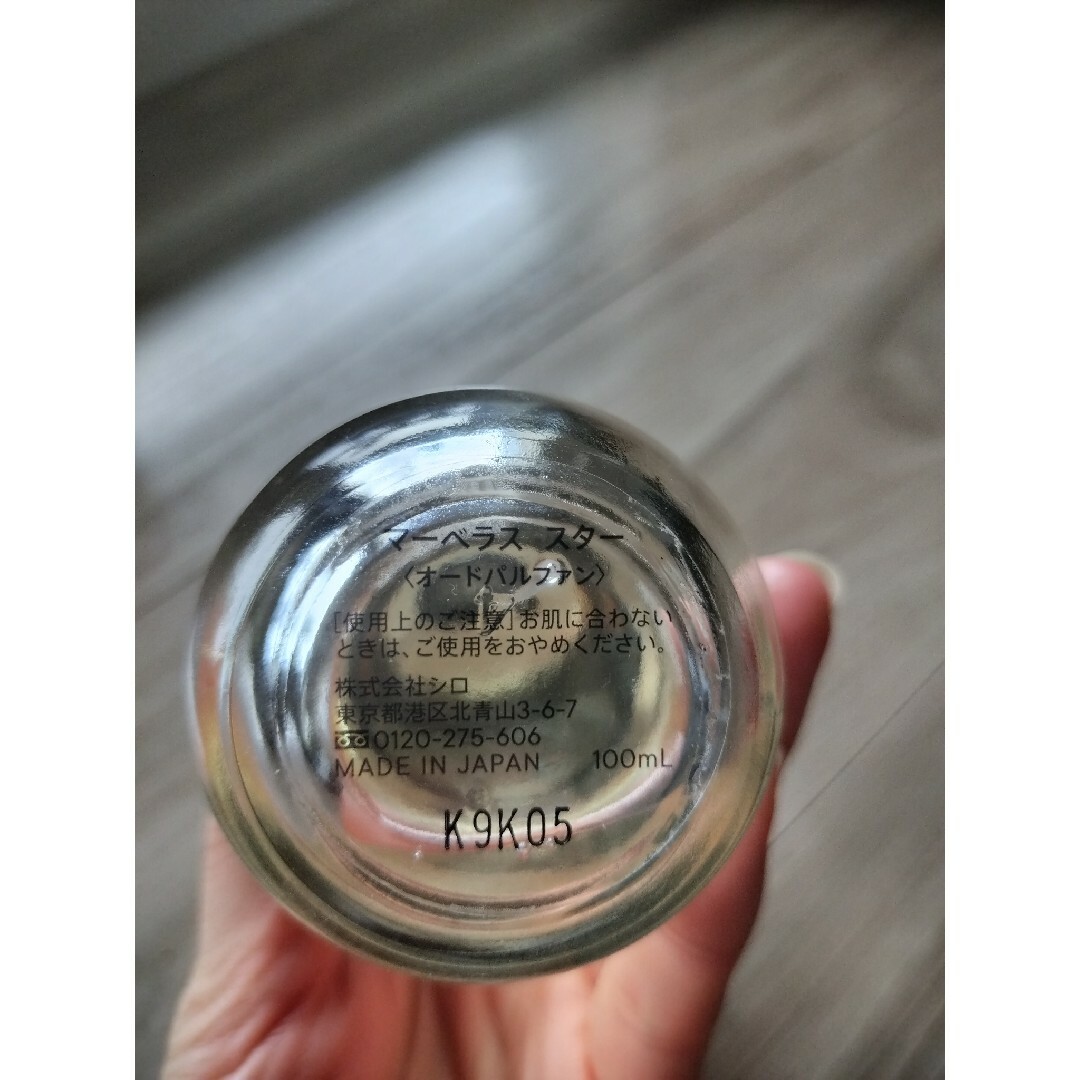 マーベラス スター
〈オードパルファン〉
[使用上のご注意]お肌に合わない
ときは、ご使用をおやめください。
株式会社シロ
東京都港区北青山3-6-7
0120-275-606
MADE IN JAPAN 100mL
K9K05